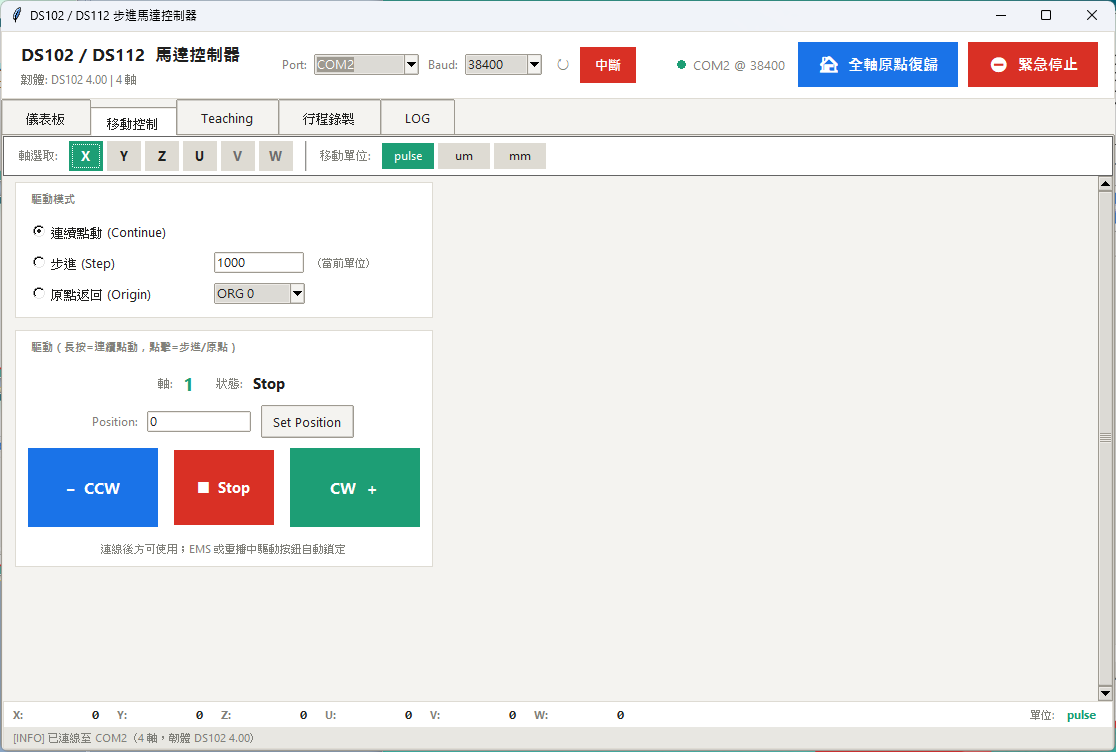 DS102 / DS112 步進馬達控制器
DS102 / DS112 馬達控制器
韌體: DS102 4.00 | 4 軸
Port: COM2 Baud: 38400 中斷 COM2 @ 38400 全軸原點復歸 緊急停止
儀表板 移動控制 Teaching 行程錄製 LOG
軸選取: X Y Z U V W 移動單位: pulse um mm
驅動模式
連續點動 (Continue)
步進 (Step) 1000 (當前單位)
原點返回 (Origin) ORG 0
驅動 ( 長按=連續點動 , 點擊=步進/原點 )
軸: 1 狀態: Stop
Position: 0 Set Position
− CCW Stop CW +
連線後方可使用；EMS 或重播中驅動按鈕自動鎖定
X: 0 Y: 0 Z: 0 U: 0 V: 0 W: 0 單位: pulse
[INFO] 已連線至 COM2（4 軸，韌體 DS102 4.00）